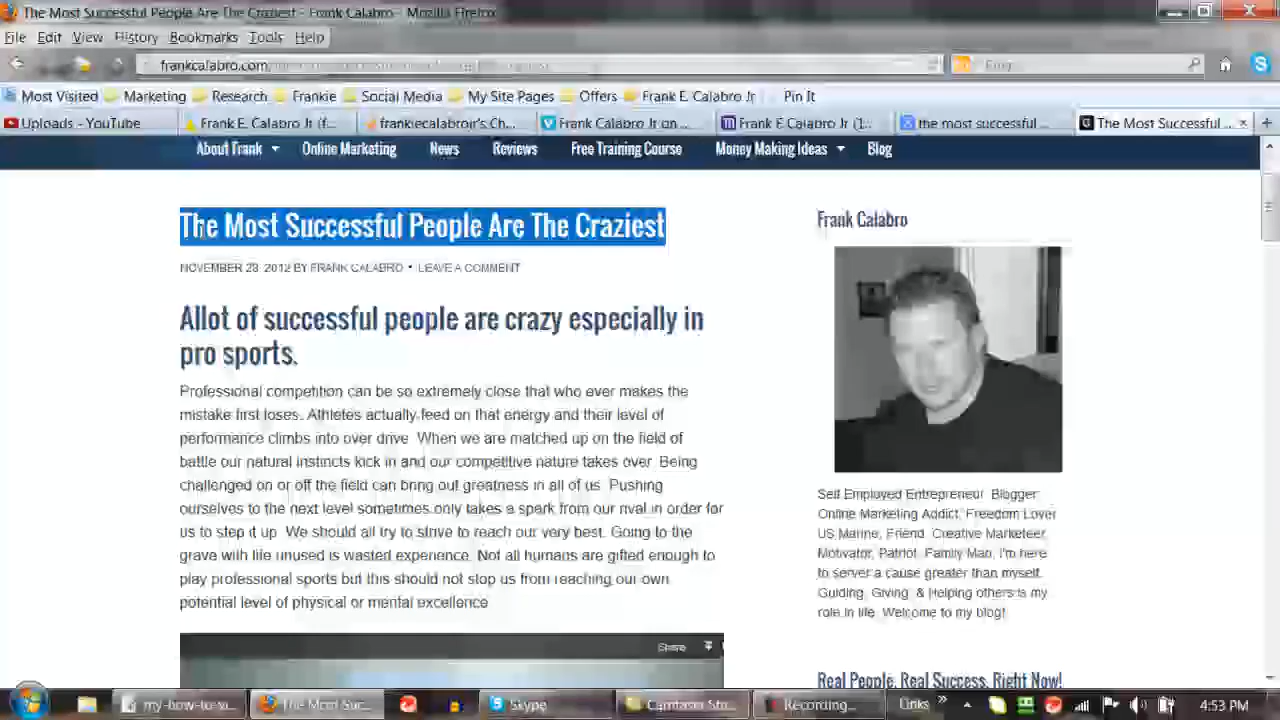 The Most Successful People Are The Craziest - Frank Calabro - Mozilla Firefox
File Edit View History Bookmarks Tools Help
frankcalabro.com
Most Visited Marketing Research Frankie Social Media My Site Pages Offers Frank E. Calabro Jr Pin It
Uploads - YouTube Frank E. Calabro Jr (f... frankiecalabrojr's Ch... Frank Calabro Jr on ... Frank E Calabro Jr (1... the most successful ... The Most Successful ...
About Frank Online Marketing News Reviews Free Training Course Money Making Ideas Blog
The Most Successful People Are The Craziest
NOVEMBER 23, 2012 BY FRANK CALABRO • LEAVE A COMMENT
Allot of successful people are crazy especially in
pro sports.
Professional competition can be so extremely close that who ever makes the
mistake first loses. Athletes actually feed on that energy and their level of
performance climbs into over drive. When we are matched up on the field of
battle our natural instincts kick in and our competitive nature takes over. Being
challenged on or off the field can bring out greatness in all of us. Pushing
ourselves to the next level sometimes only takes a spark from our rival in order for
us to step it up. We should all try to strive to reach our very best. Going to the
grave with life unused is wasted experience. Not all humans are gifted enough to
play professional sports but this should not stop us from reaching our own
potential level of physical or mental excellence
Share
Frank Calabro
Self Employed Entrepreneur. Blogger.
Online Marketing Addict, Freedom Lover
US Marine, Friend. Creative Marketeer,
Motivator, Patriot. Family Man, I'm here
to server a cause greater than myself.
Guiding, Giving, & Helping others is my
role in life. Welcome to my blog!
Real People, Real Success, Right Now!
my-how-to-w... The Most Suc... Skype Camtasia Stu... Recording... Links 4:53 PM